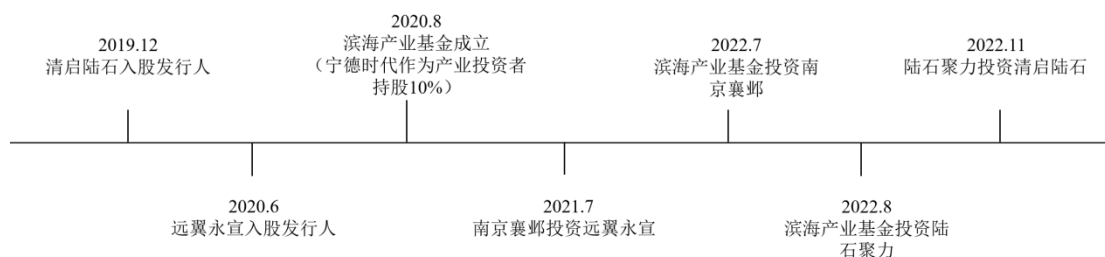 2019.12
清启陆石入股发行人
2020.8
滨海产业基金成立
（宁德时代作为产业投资者
持股10%）
2022.7
滨海产业基金投资南
京襄邺
2022.11
陆石聚力投资清启陆石
2020.6
远翼永宣入股发行人
2021.7
南京襄邺投资远翼永宣
2022.8
滨海产业基金投资陆
石聚力